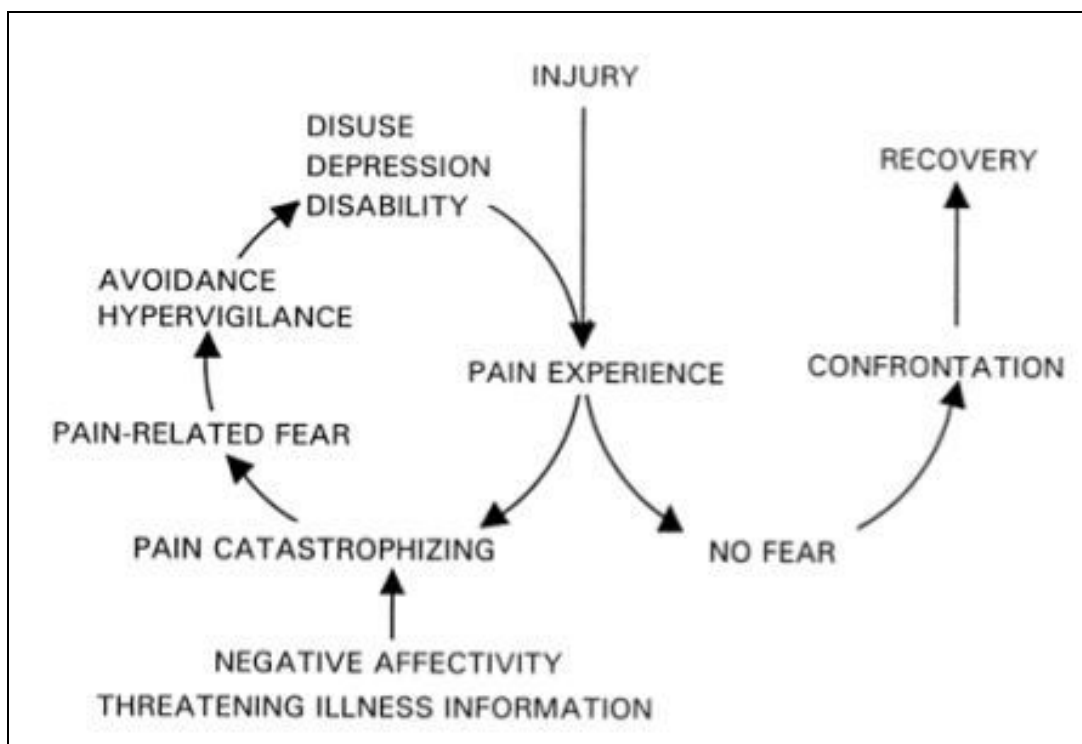 INJURY
DISUSE
DEPRESSION
DISABILITY
RECOVERY
AVOIDANCE
HYPERVIGILANCE
PAIN EXPERIENCE
CONFRONTATION
PAIN-RELATED FEAR
PAIN CATASTROPHIZING
NO FEAR
NEGATIVE AFFECTIVITY
THREATENING ILLNESS INFORMATION